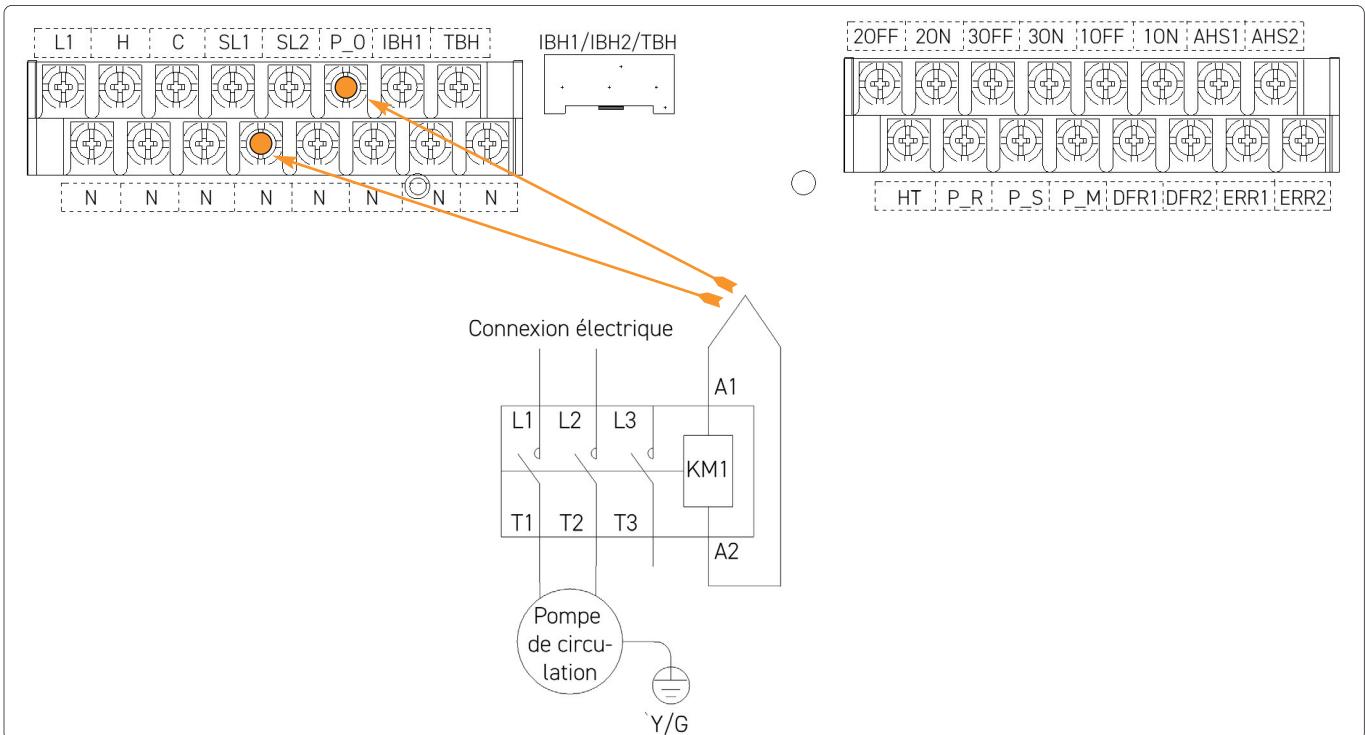 L1 H C SL1 SL2 P_O IBH1 TBH
IBH1/IBH2/TBH
2OFF 2ON 3OFF 3ON 1OFF 1ON AHS1 AHS2
N N N N N N N N
HT P_R P_S P_M DFR1 DFR2 ERR1 ERR2
Connexion électrique
A1
L1 L2 L3
KM1
T1 T2 T3
A2
Pompe
de circu-
lation
`Y/G